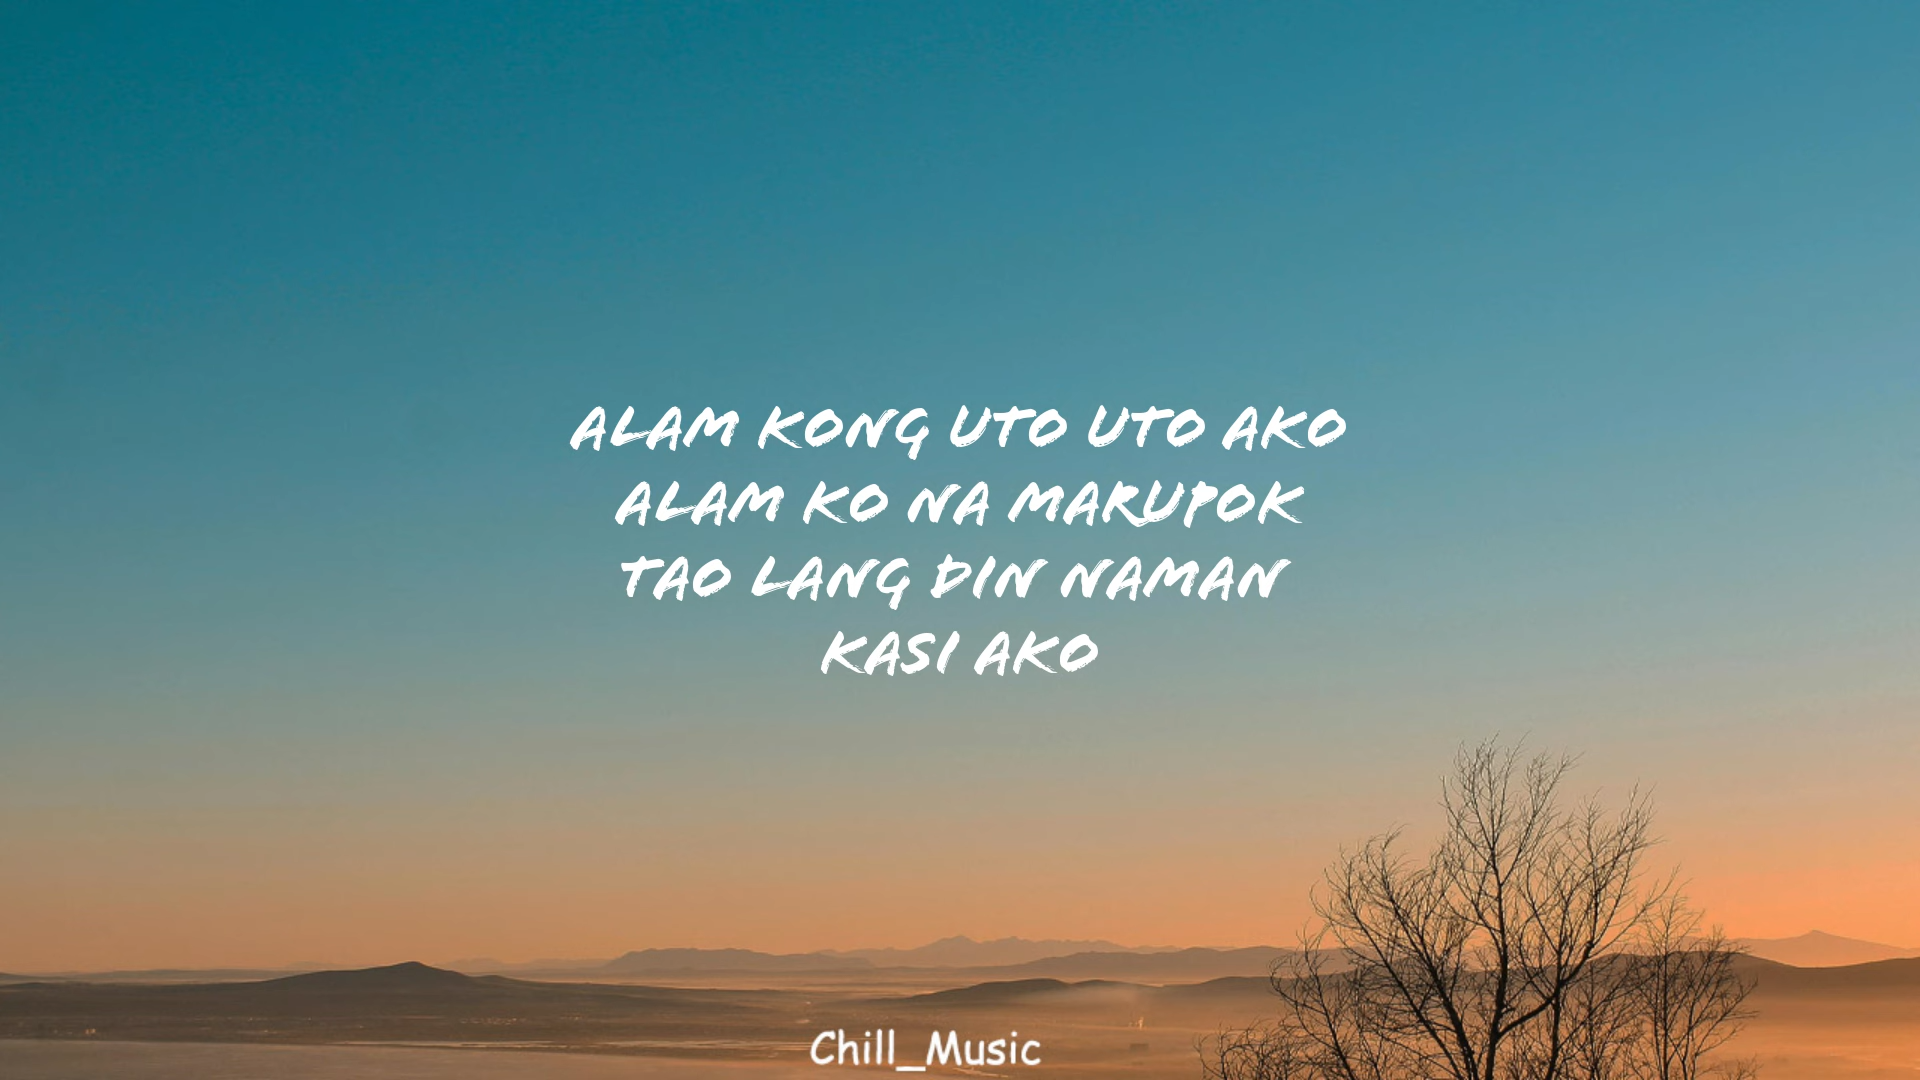 ALAM KONG UTO UTO AKO
ALAM KO NA MARUPOK
TAO LANG DIN NAMAN
KASI AKO
Chill_Music